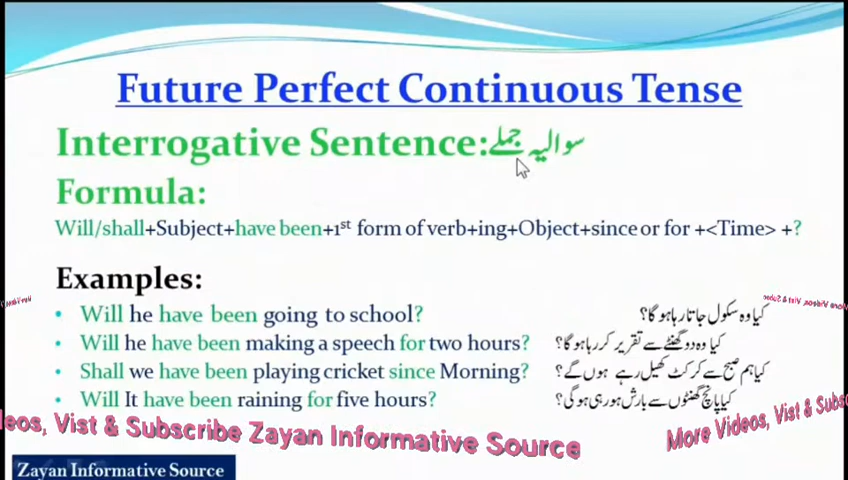 Future Perfect Continuous Tense
Interrogative Sentence:سوالیہ جملے
Formula:
Will/shall+Subject+have been+1st form of verb+ing+Object+since or for +<Time> +?
Examples:
• Will he have been going to school? کیا وہ سکول جاتا رہا ہو گا؟
• Will he have been making a speech for two hours? کیا وہ دو گھنٹے سے تقریر کر رہا ہو گا؟
• Shall we have been playing cricket since Morning? کیا ہم صبح سے کرکٹ کھیل رہے ہوں گے؟
• Will It have been raining for five hours? کیا پانچ گھنٹوں سے بارش ہو رہی ہو گی؟
deos, Vist & Subscribe Zayan Informative Source
More Videos, Vist & Subs
Zayan Informative Source